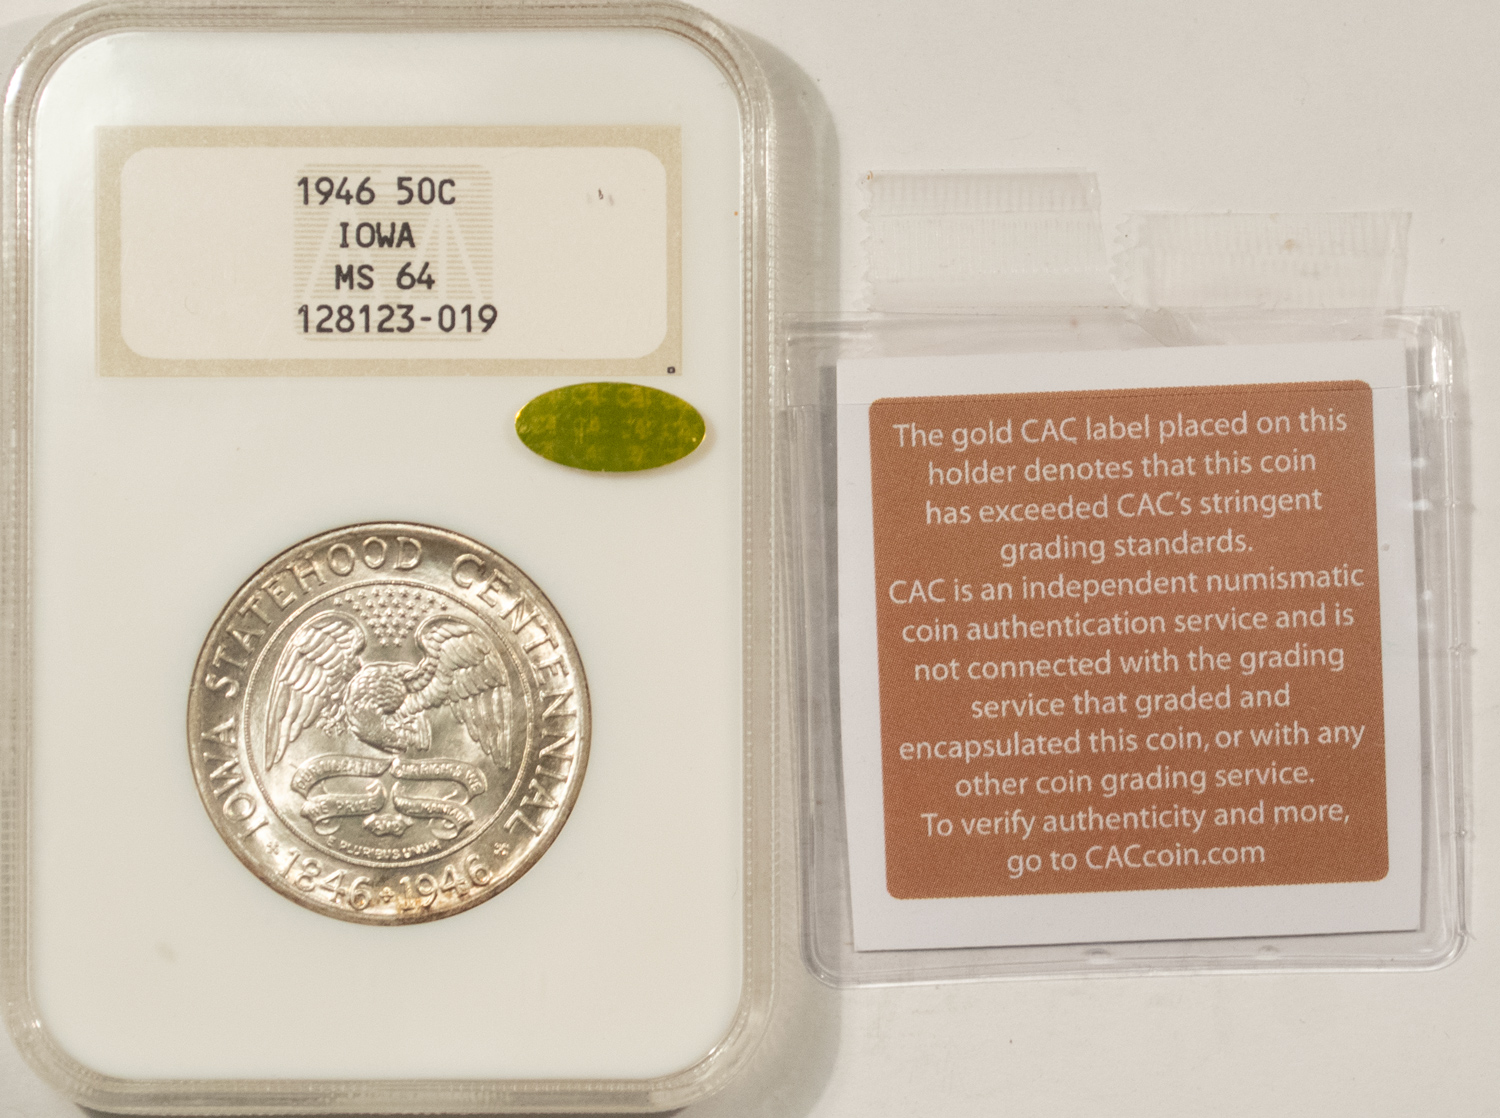 1946 50C
IOWA
MS 64
128123-019
IOWA STATEHOOD CENTENNIAL
E PLURIBUS UNUM
* 1846 * 1946 *
The gold CAC label placed on this
holder denotes that this coin
has exceeded CAC's stringent
grading standards.
CAC is an independent numismatic
coin authentication service and is
not connected with the grading
service that graded and
encapsulated this coin, or with any
other coin grading service.
To verify authenticity and more,
go to CACcoin.com